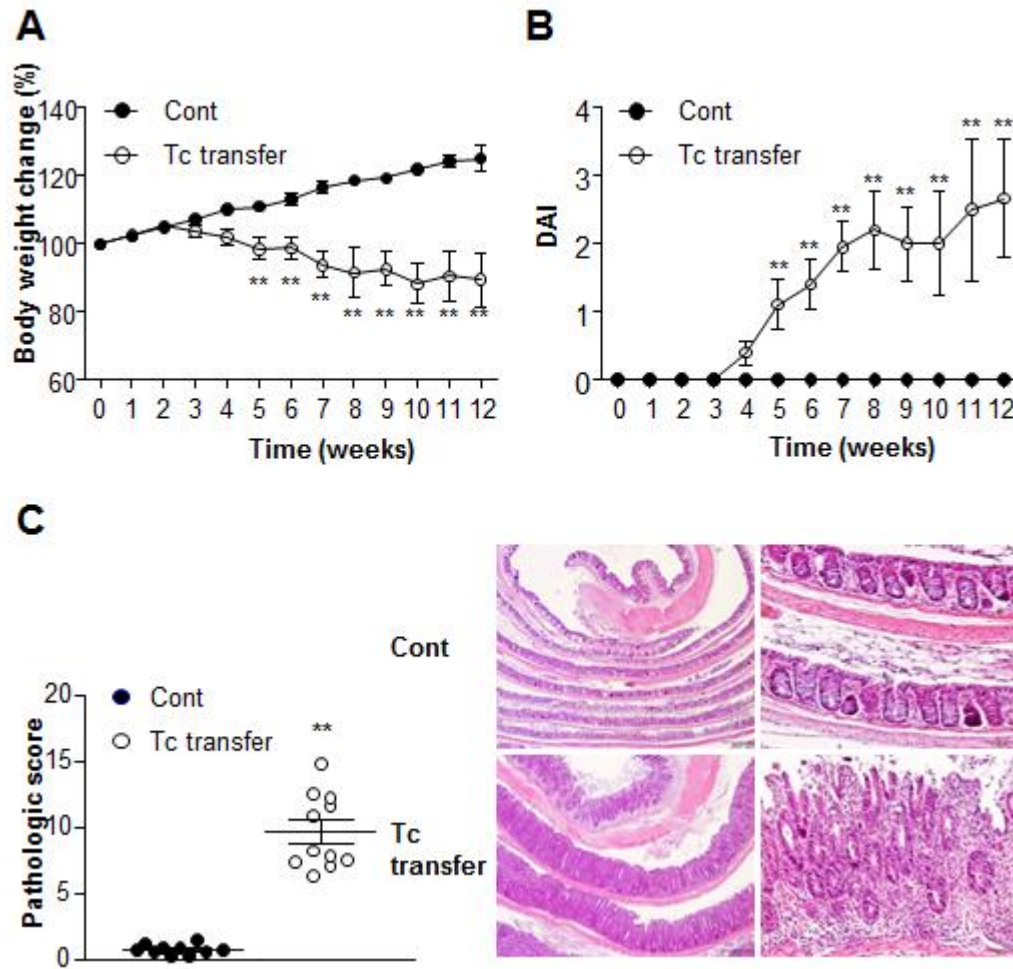 A
Body weight change (%)
140
120
100
80
60
Cont
Tc transfer
** ** ** ** ** ** ** **
0 1 2 3 4 5 6 7 8 9 10 11 12
Time (weeks)
B
DAI
4
3
2
1
0
Cont
Tc transfer
** ** ** ** ** ** ** **
0 1 2 3 4 5 6 7 8 9 10 11 12
Time (weeks)
C
Pathologic score
20
15
10
5
0
Cont
Tc transfer
**
Cont
Tc
transfer